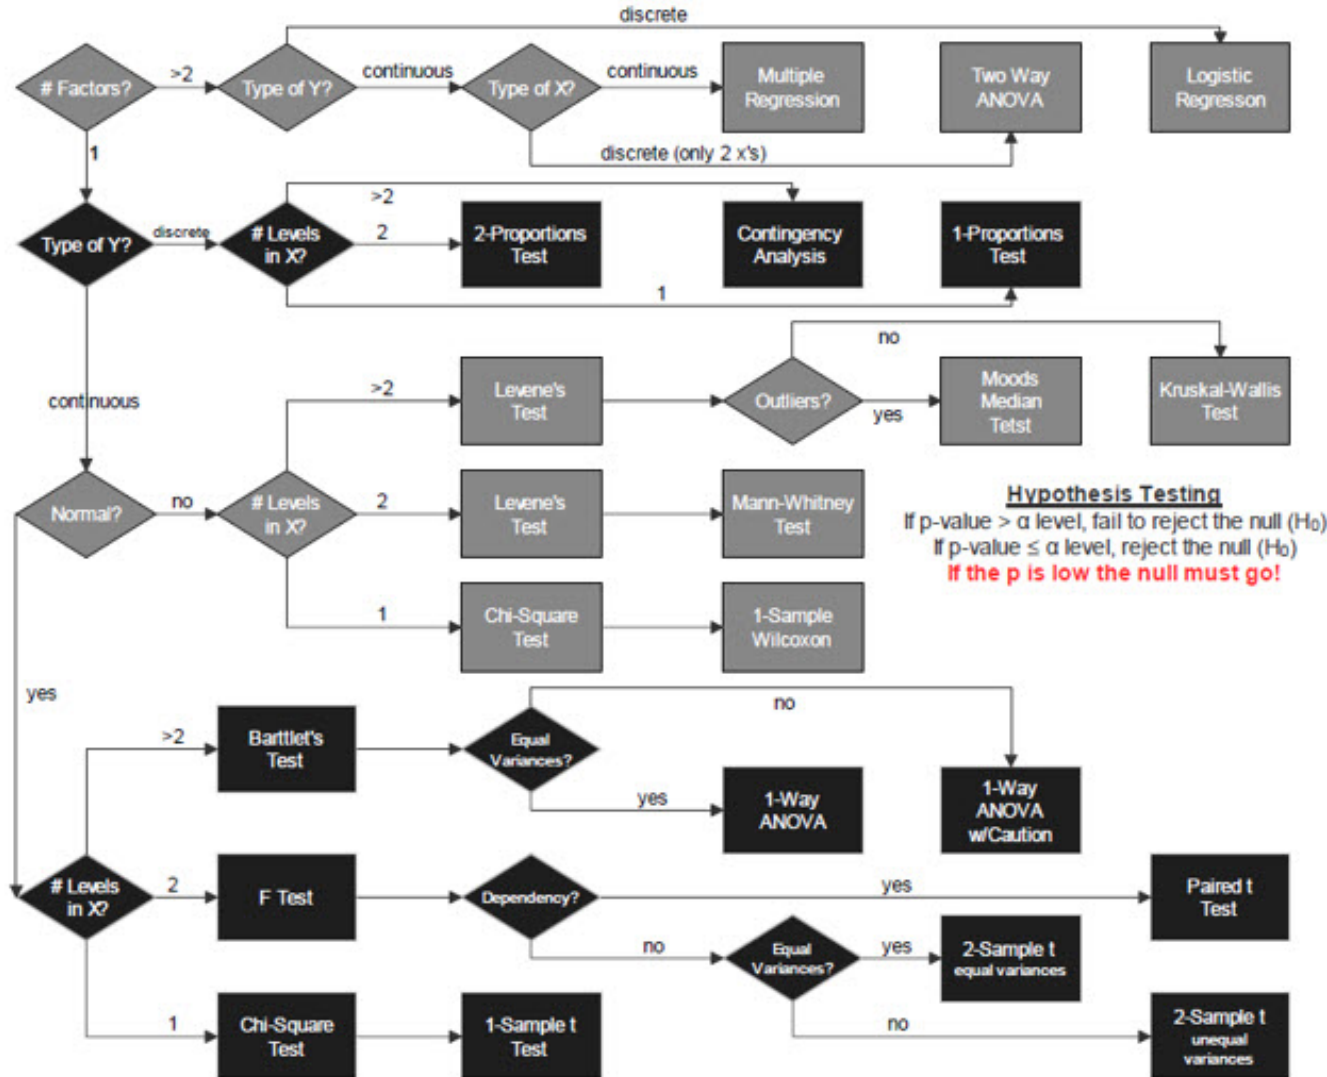 discrete
# Factors?
>2
Type of Y?
continuous
Type of X?
continuous
Multiple
Regression
Two Way
ANOVA
Logistic
Regresson
discrete (only 2 x's)
1
Type of Y?
discrete
# Levels
in X?
>2
2
2-Proportions
Test
Contingency
Analysis
1-Proportions
Test
1
continuous
Normal?
no
# Levels
in X?
>2
Levene's
Test
Outliers?
no
yes
Moods
Median
Tetst
Kruskal-Wallis
Test
2
Levene's
Test
Mann-Whitney
Test
1
Chi-Square
Test
1-Sample
Wilcoxon
Hypothesis Testing
If p-value > α level, fail to reject the null (H₀)
If p-value ≤ α level, reject the null (H₀)
If the p is low the null must go!
yes
# Levels
in X?
>2
Barttlet's
Test
Equal
Variances?
no
yes
1-Way
ANOVA
1-Way
ANOVA
w/Caution
2
F Test
Dependency?
yes
Paired t
Test
no
Equal
Variances?
yes
2-Sample t
equal variances
no
2-Sample t
unequal
variances
1
Chi-Square
Test
1-Sample t
Test